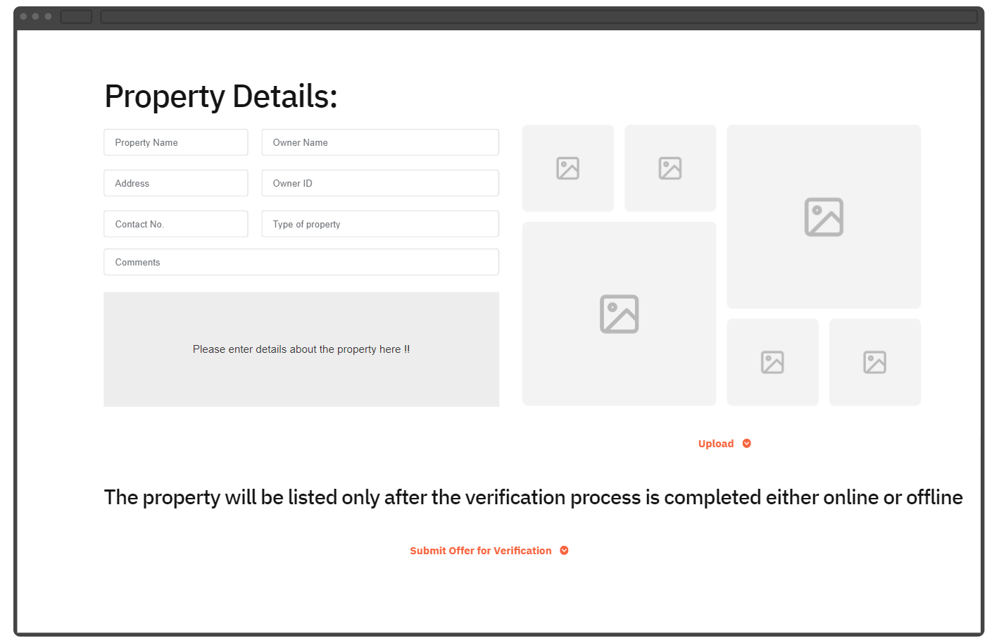 Property Details:
Property Name
Owner Name
Address
Owner ID
Contact No.
Type of property
Comments
Please enter details about the property here !!
Upload
The property will be listed only after the verification process is completed either online or offline
Submit Offer for Verification